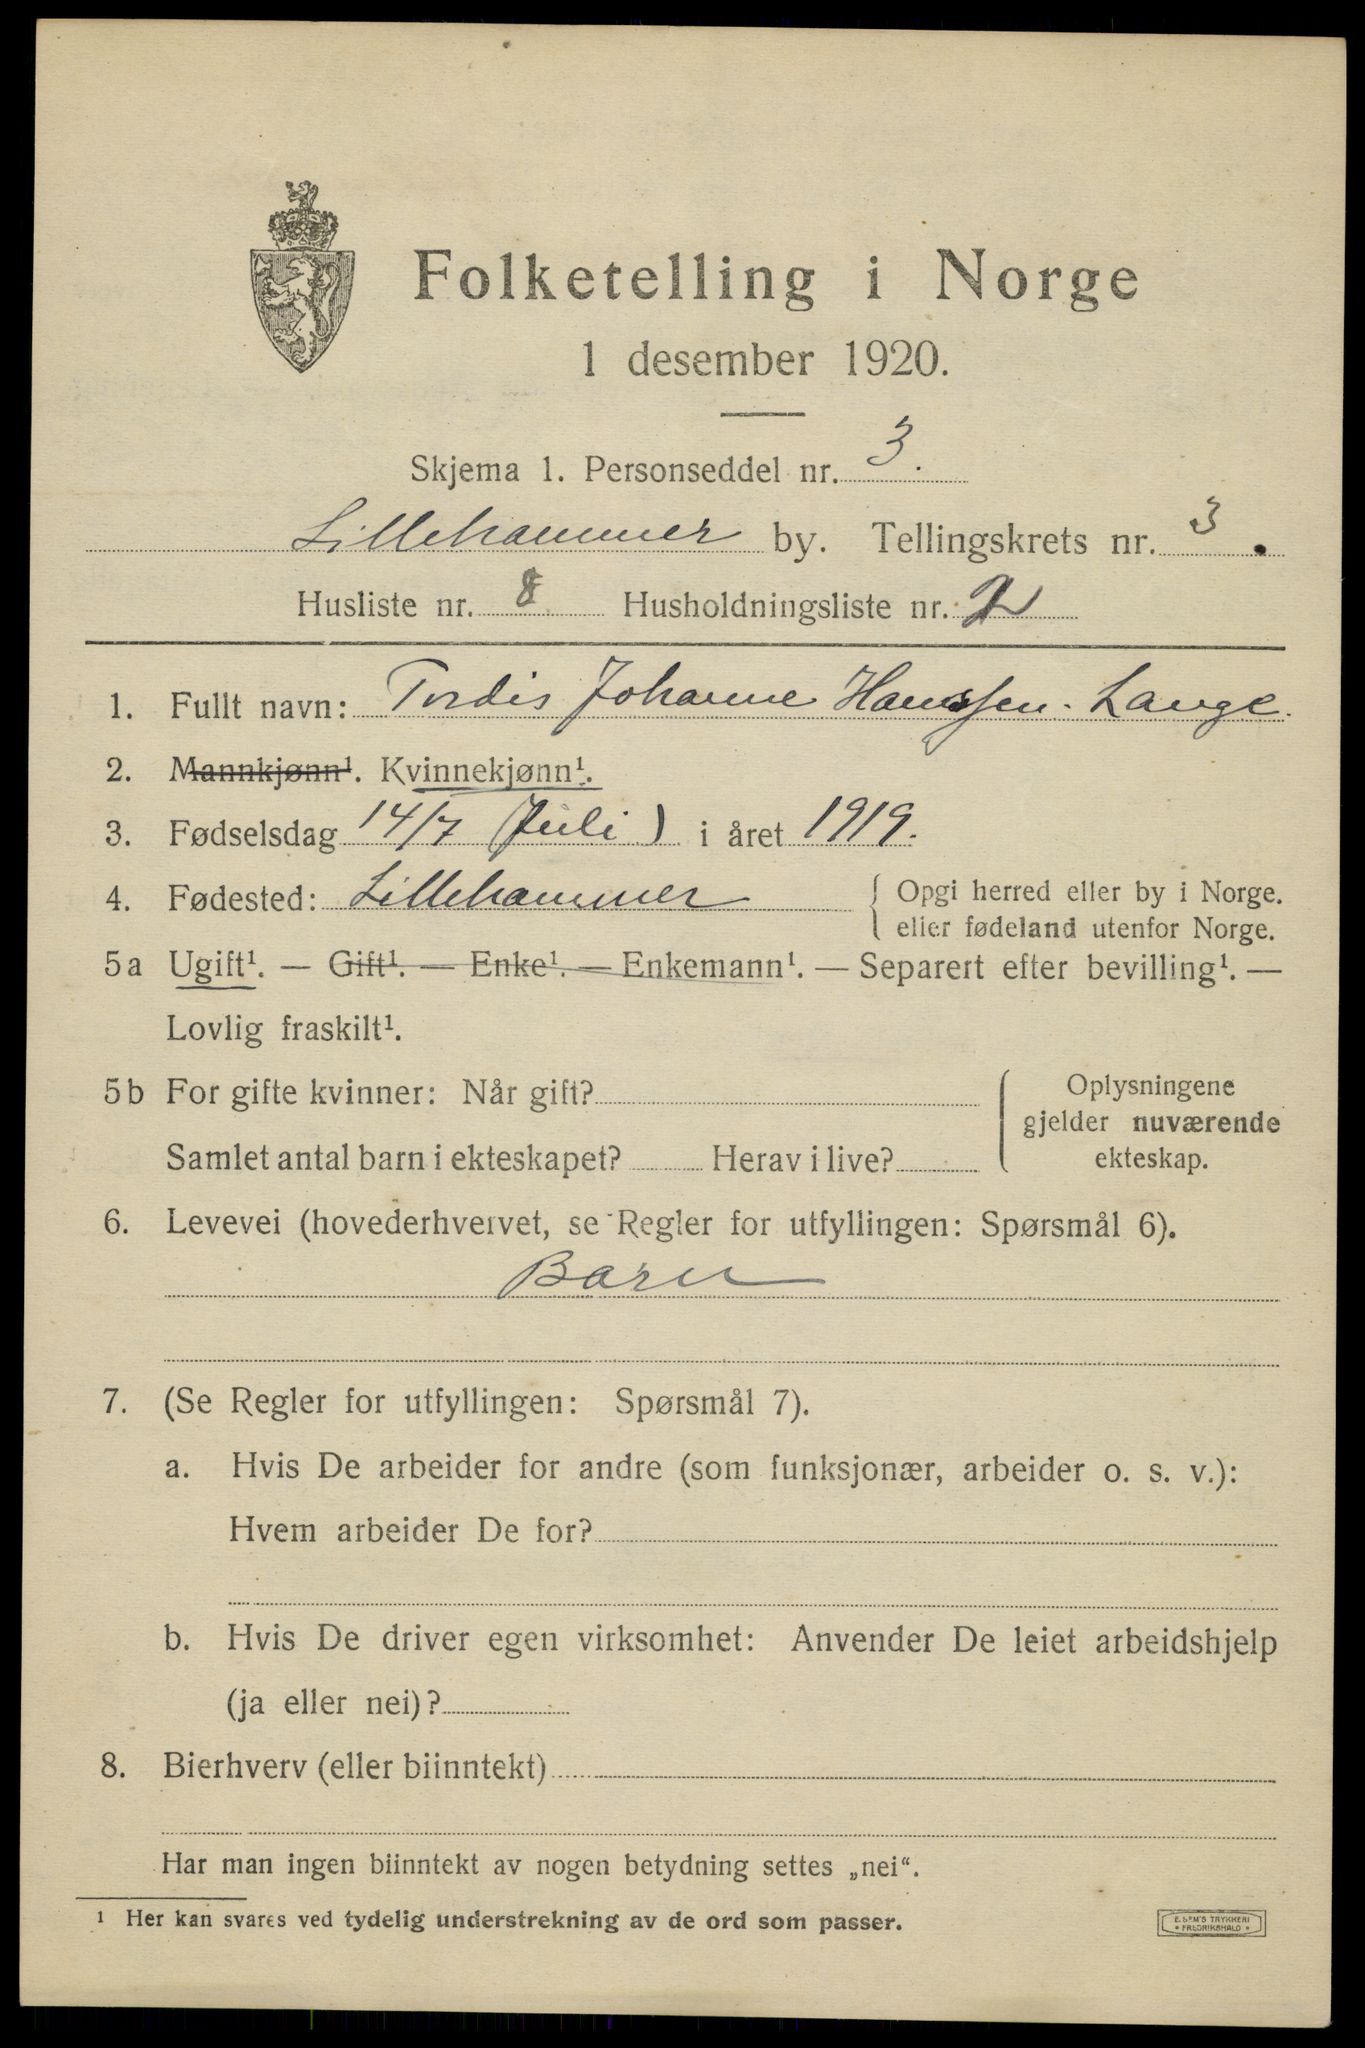 Folketelling i Norge
1 desember 1920.
Skjema 1. Personseddel nr. 3.
Lillehammer by. Tellingskrets nr. 3.
Husliste nr. 8 Husholdningsliste nr. 2
1. Fullt navn: Tordis Johanne Hanssen-Lange.
2. Mannkjønn¹. Kvinnekjønn¹.
3. Fødselsdag 14/7 (Juli) i året 1919.
4. Fødested: Lillehammer { Opgi herred eller by i Norge.
eller fødeland utenfor Norge.
5a Ugift¹. — Gift¹. — Enke¹. — Enkemann¹. — Separert efter bevilling¹. —
Lovlig fraskilt¹.
5b For gifte kvinner: Når gift?
Samlet antal barn i ekteskapet? Herav i live?
Oplysningene
gjelder nuværende
ekteskap.
6. Levevei (hovederhvervet, se Regler for utfyllingen: Spørsmål 6).
Barn
7. (Se Regler for utfyllingen: Spørsmål 7).
a. Hvis De arbeider for andre (som funksjonær, arbeider o. s. v.):
Hvem arbeider De for?
b. Hvis De driver egen virksomhet: Anvender De leiet arbeidshjelp
(ja eller nei)?
8. Bierhverv (eller biinntekt)
Har man ingen biinntekt av nogen betydning settes „nei“.
¹ Her kan svares ved tydelig understrekning av de ord som passer.
E. SEM'S TRYKKERI
• FREDRIKSHALD •